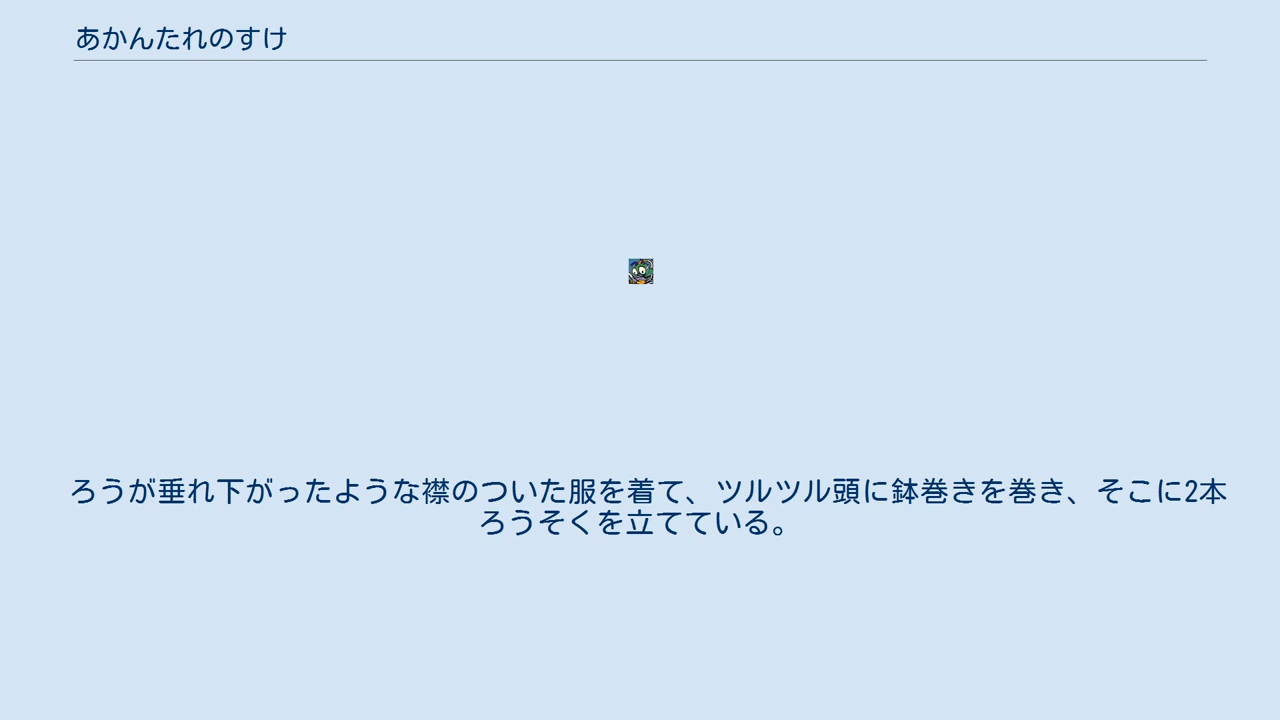 あかんたれのすけ
ろうが垂れ下がったような襟のついた服を着て、ツルツル頭に鉢巻きを巻き、そこに2本
ろうそくを立てている。